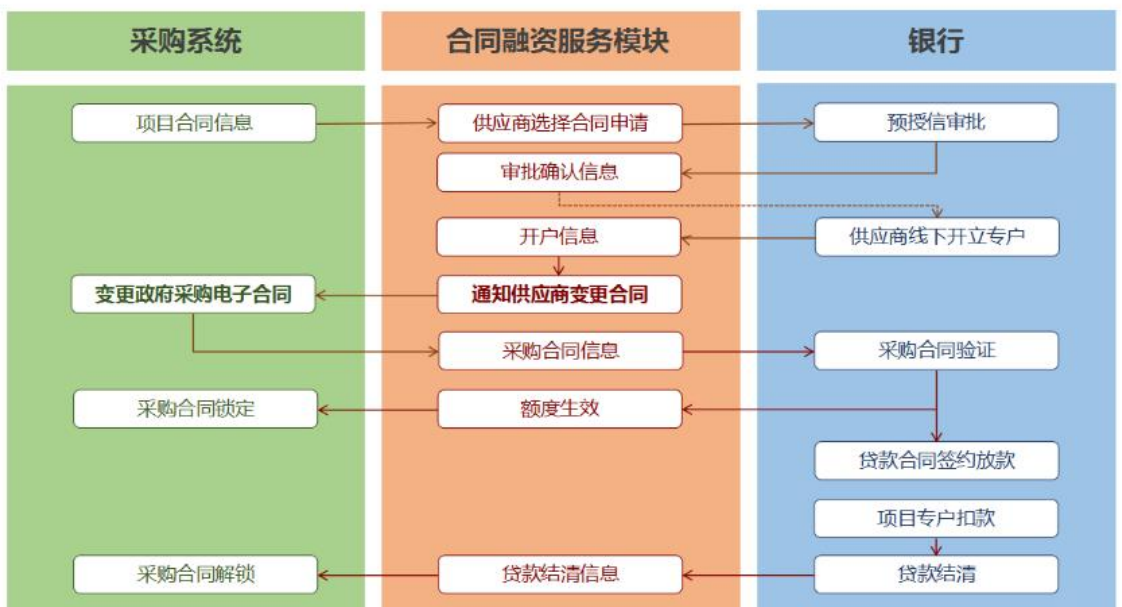 采购系统
合同融资服务模块
银行
项目合同信息
供应商选择合同申请
预授信审批
审批确认信息
开户信息
供应商线下开立专户
变更政府采购电子合同
通知供应商变更合同
采购合同信息
采购合同验证
采购合同锁定
额度生效
贷款合同签约放款
项目专户扣款
采购合同解锁
贷款结清信息
贷款结清